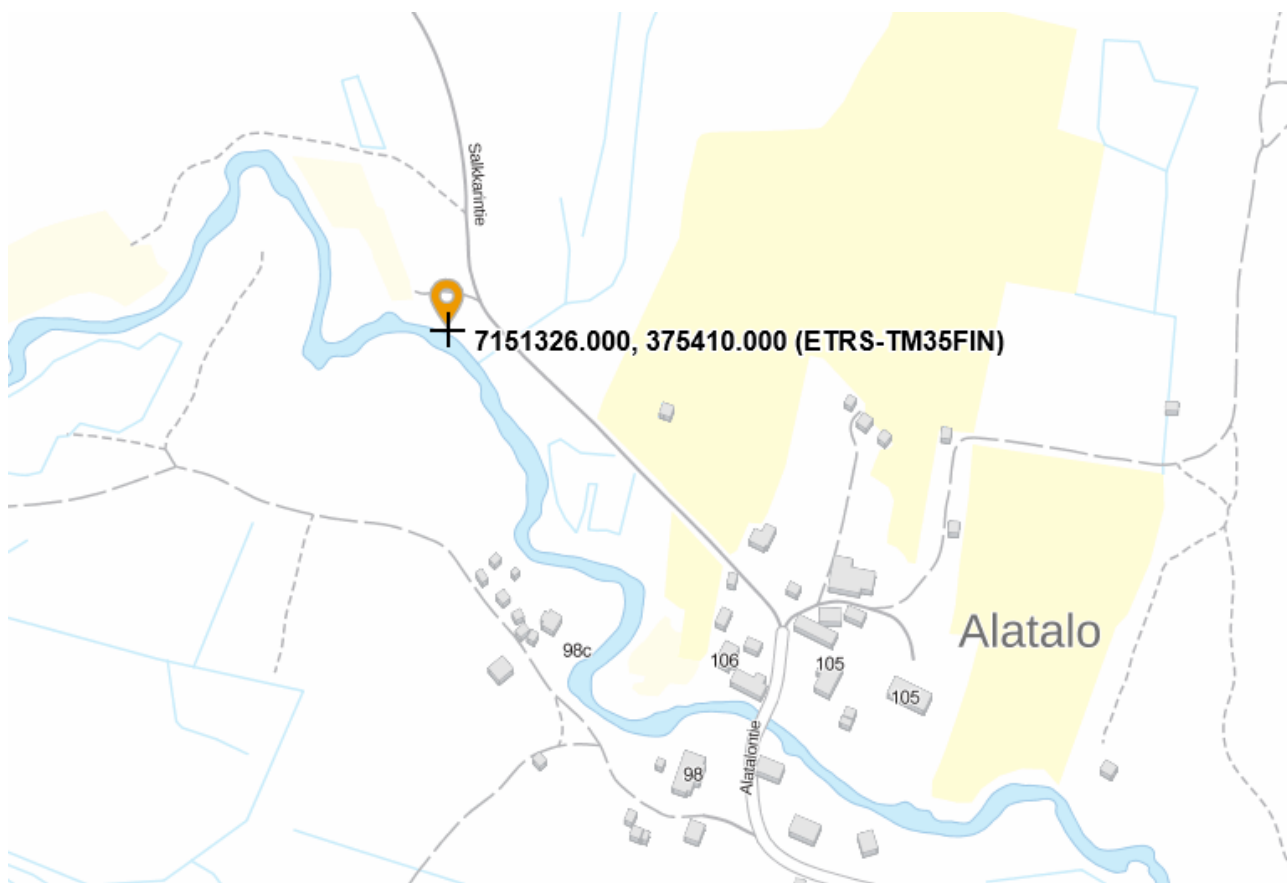 Salkkarintie
7151326.000, 375410.000 (ETRS-TM35FIN)
Alatalo
98c
106
105
105
Alatalontie
98